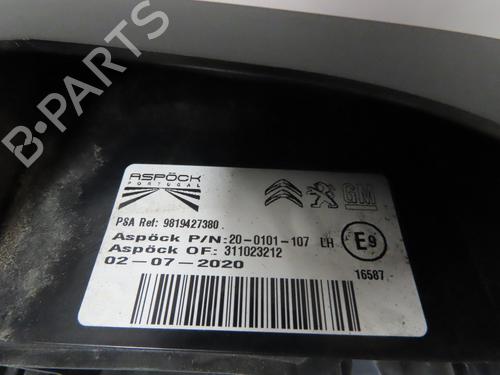 B-PARTS
ASPÖCK
PORTUGAL
GM
PSA Ref: 9819427380 .
Aspöck P/N: 20-0101-107 LH
E9
Aspöck OF: 311023212
02-07-2020
16587-